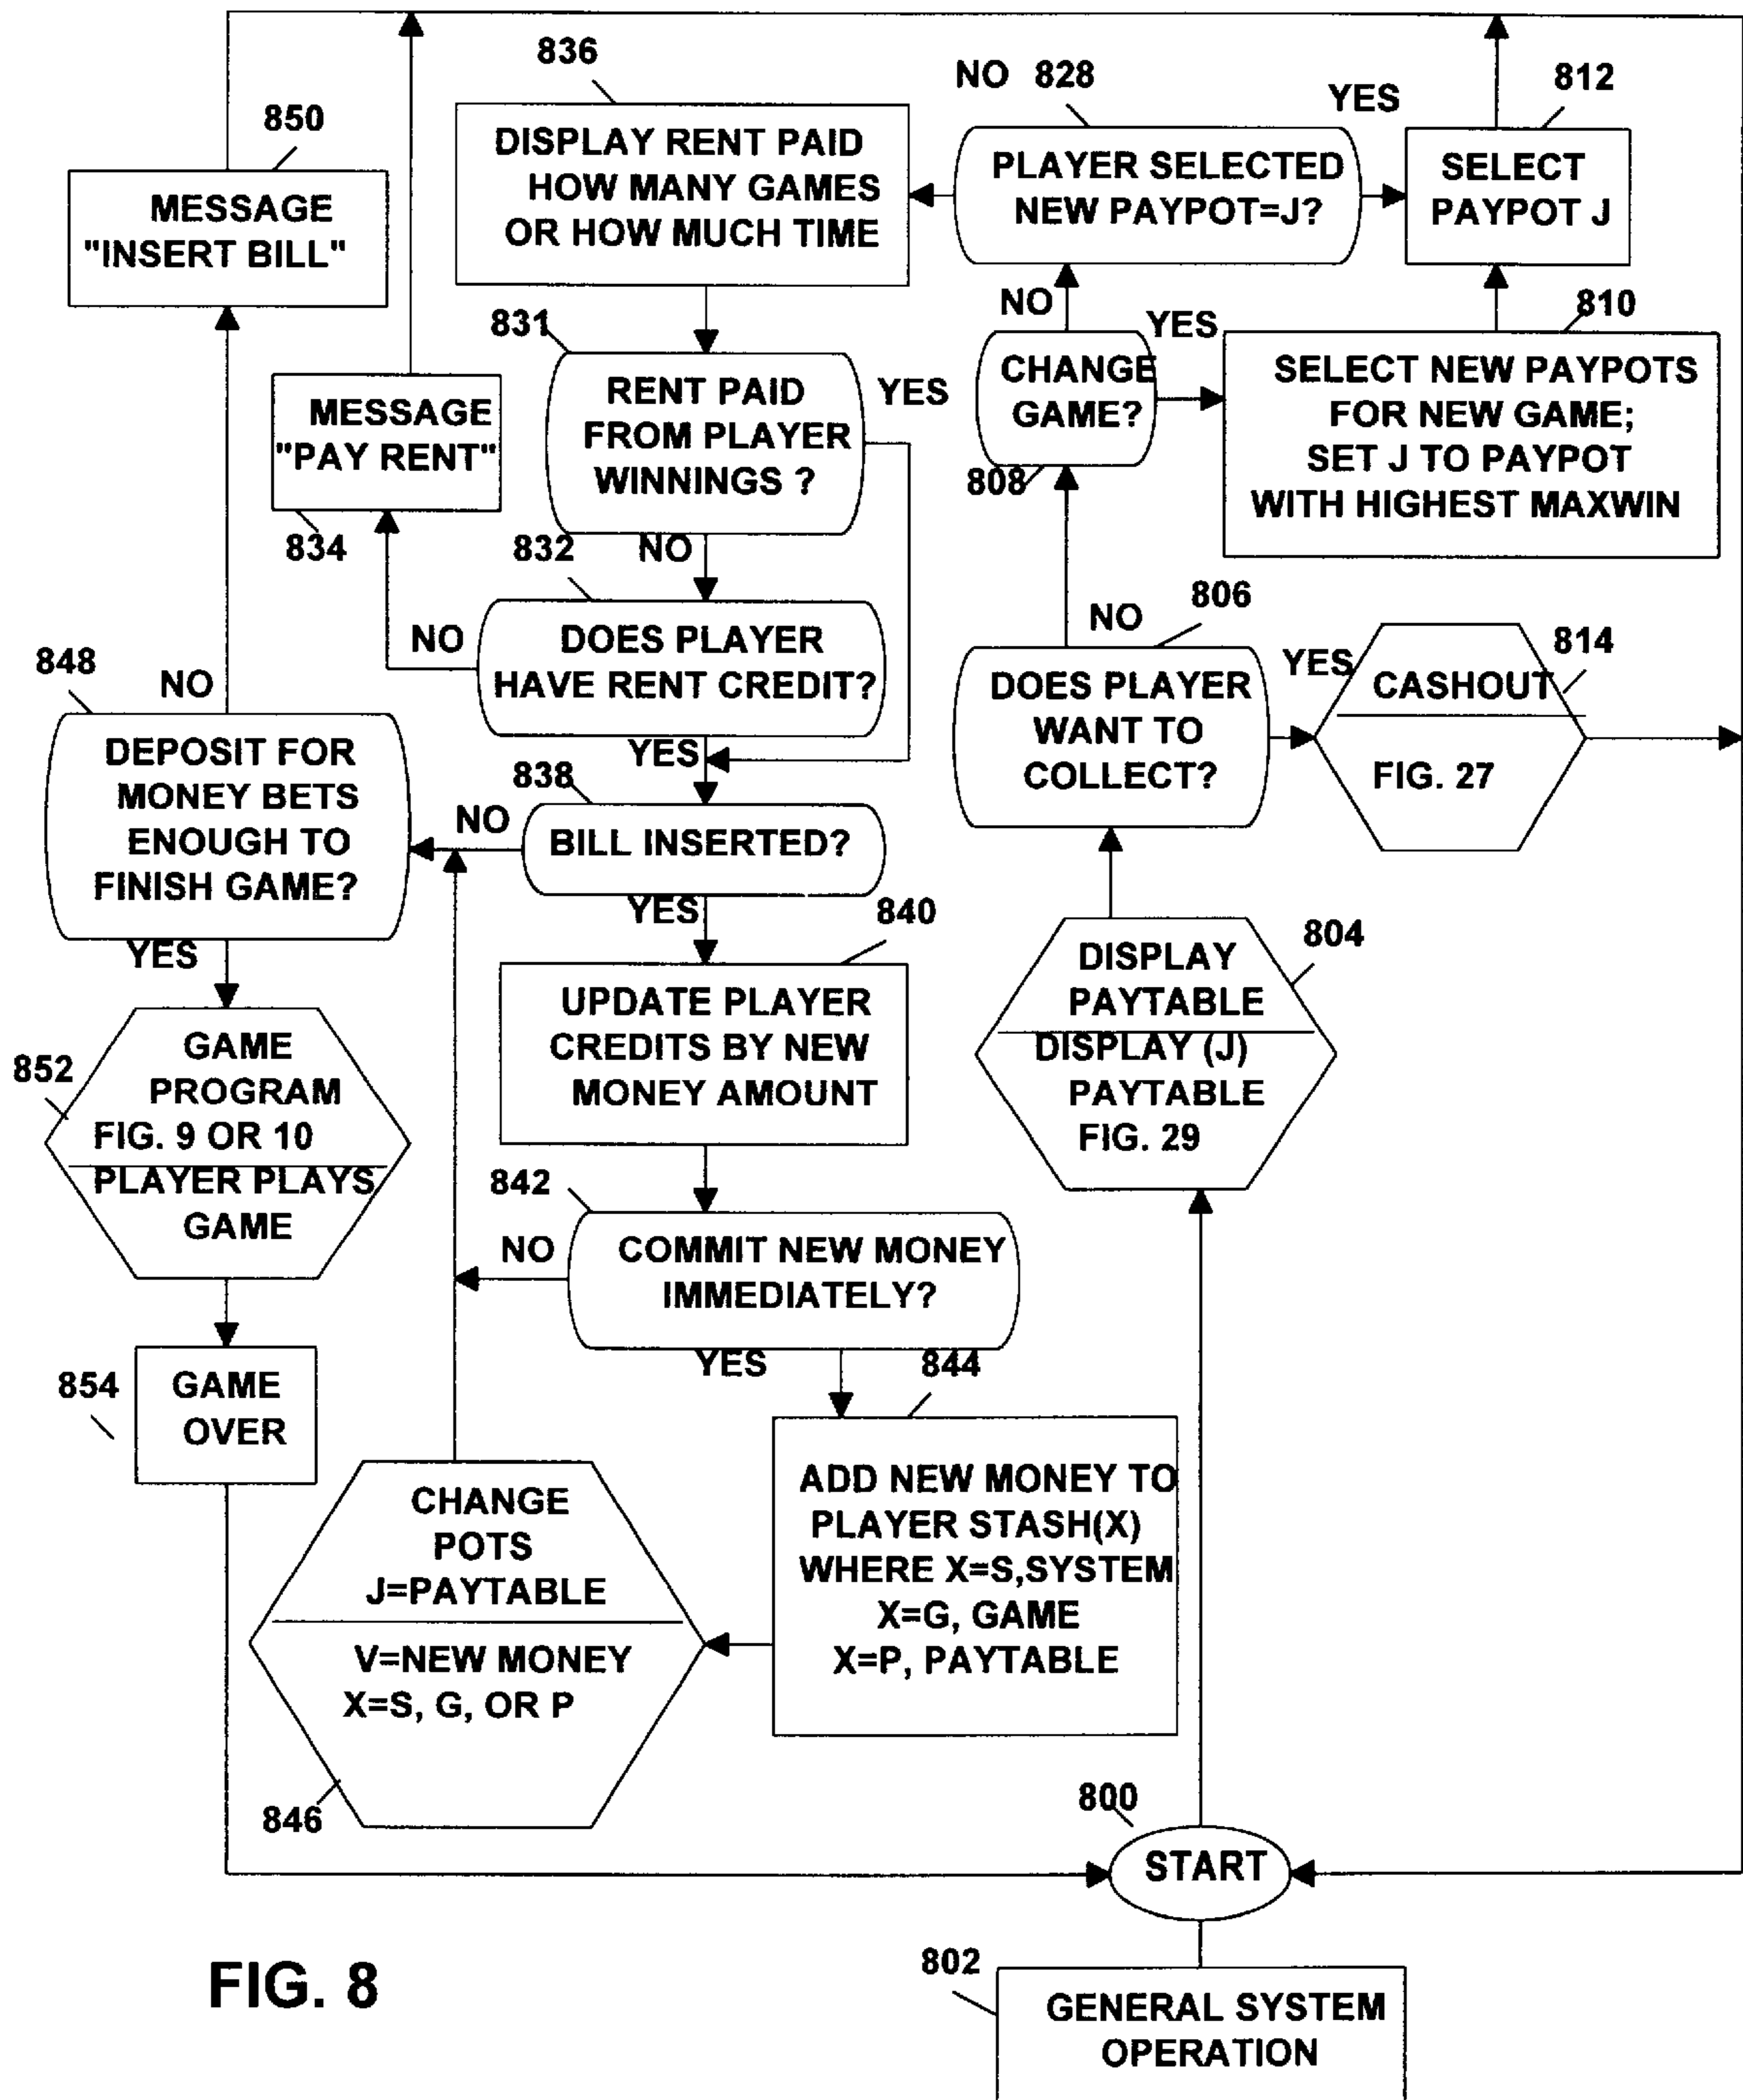 836
NO 828
YES
812
850
DISPLAY RENT PAID
HOW MANY GAMES
OR HOW MUCH TIME
PLAYER SELECTED
NEW PAYPOT=J?
SELECT
PAYPOT J
MESSAGE
"INSERT BILL"
NO
YES
810
831
RENT PAID
FROM PLAYER
WINNINGS ?
YES
CHANGE
GAME?
808
SELECT NEW PAYPOTS
FOR NEW GAME;
SET J TO PAYPOT
WITH HIGHEST MAXWIN
MESSAGE
"PAY RENT"
834
832
NO
806
NO
DOES PLAYER
HAVE RENT CREDIT?
NO
YES
814
848
NO
DOES PLAYER
WANT TO
COLLECT?
CASHOUT
FIG. 27
DEPOSIT FOR
MONEY BETS
ENOUGH TO
FINISH GAME?
YES
838
NO
BILL INSERTED?
YES
YES
840
804
DISPLAY
PAYTABLE
DISPLAY (J)
PAYTABLE
FIG. 29
UPDATE PLAYER
CREDITS BY NEW
MONEY AMOUNT
852
GAME
PROGRAM
FIG. 9 OR 10
PLAYER PLAYS
GAME
842
NO
COMMIT NEW MONEY
IMMEDIATELY?
YES
844
854
GAME
OVER
ADD NEW MONEY TO
PLAYER STASH(X)
WHERE X=S,SYSTEM
X=G, GAME
X=P, PAYTABLE
CHANGE
POTS
J=PAYTABLE
V=NEW MONEY
X=S, G, OR P
846
800
START
802
GENERAL SYSTEM
OPERATION
FIG. 8